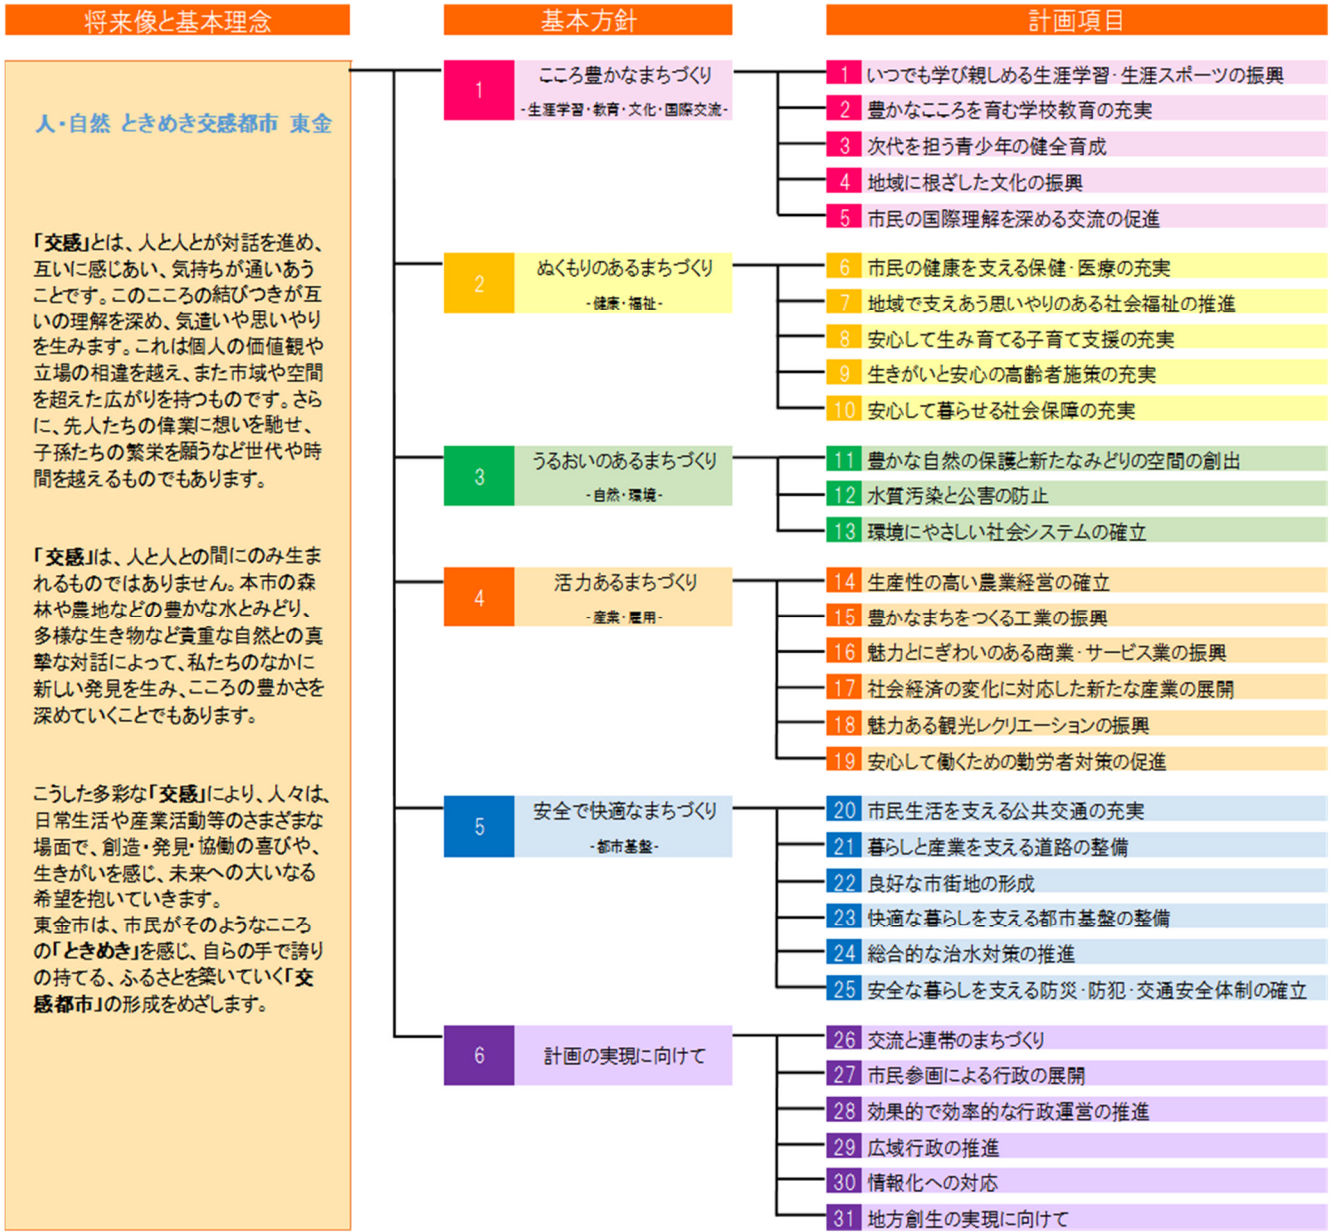 将来像と基本理念
人・自然 ときめき交感都市 東金
「交感」とは、人と人とが対話を進め、
互いに感じあい、気持ちが通いあう
ことです。このこころの結びつきが互
いの理解を深め、気遣いや思いやり
を生みます。これは個人の価値観や
立場の相違を越え、また市域や空間
を超えた広がりを持つものです。さら
に、先人たちの偉業に想いを馳せ、
子孫たちの繁栄を願うなど世代や時
間を越えるものでもあります。
「交感」は、人と人との間にのみ生ま
れるものではありません。本市の森
林や農地などの豊かな水とみどり、
多様な生き物など貴重な自然との真
摯な対話によって、私たちのなかに
新しい発見を生み、こころの豊かさを
深めていくことでもあります。
こうした多彩な「交感」により、人々は、
日常生活や産業活動等のさまざまな
場面で、創造・発見・協働の喜びや、
生きがいを感じ、未来への大いなる
希望を抱いていきます。
東金市は、市民がそのようなこころ
の「ときめき」を感じ、自らの手で誇り
の持てる、ふるさとを築いていく「交
感都市」の形成をめざします。
基本方針
1 こころ豊かなまちづくり
-生涯学習・教育・文化・国際交流-
2 ぬくもりのあるまちづくり
-健康・福祉-
3 うるおいのあるまちづくり
-自然・環境-
4 活力あるまちづくり
-産業・雇用-
5 安全で快適なまちづくり
-都市基盤-
6 計画の実現に向けて
計画項目
1 いつでも学び親しめる生涯学習・生涯スポーツの振興
2 豊かなこころを育む学校教育の充実
3 次代を担う青少年の健全育成
4 地域に根ざした文化の振興
5 市民の国際理解を深める交流の促進
6 市民の健康を支える保健・医療の充実
7 地域で支えあう思いやりのある社会福祉の推進
8 安心して生み育てる子育て支援の充実
9 生きがいと安心の高齢者施策の充実
10 安心して暮らせる社会保障の充実
11 豊かな自然の保護と新たなみどりの空間の創出
12 水質汚染と公害の防止
13 環境にやさしい社会システムの確立
14 生産性の高い農業経営の確立
15 豊かなまちをつくる工業の振興
16 魅力とにぎわいのある商業・サービス業の振興
17 社会経済の変化に対応した新たな産業の展開
18 魅力ある観光レクリエーションの振興
19 安心して働くための勤労者対策の促進
20 市民生活を支える公共交通の充実
21 暮らしと産業を支える道路の整備
22 良好な市街地の形成
23 快適な暮らしを支える都市基盤の整備
24 総合的な治水対策の推進
25 安全な暮らしを支える防災・防犯・交通安全体制の確立
26 交流と連帯のまちづくり
27 市民参画による行政の展開
28 効果的で効率的な行政運営の推進
29 広域行政の推進
30 情報化への対応
31 地方創生の実現に向けて